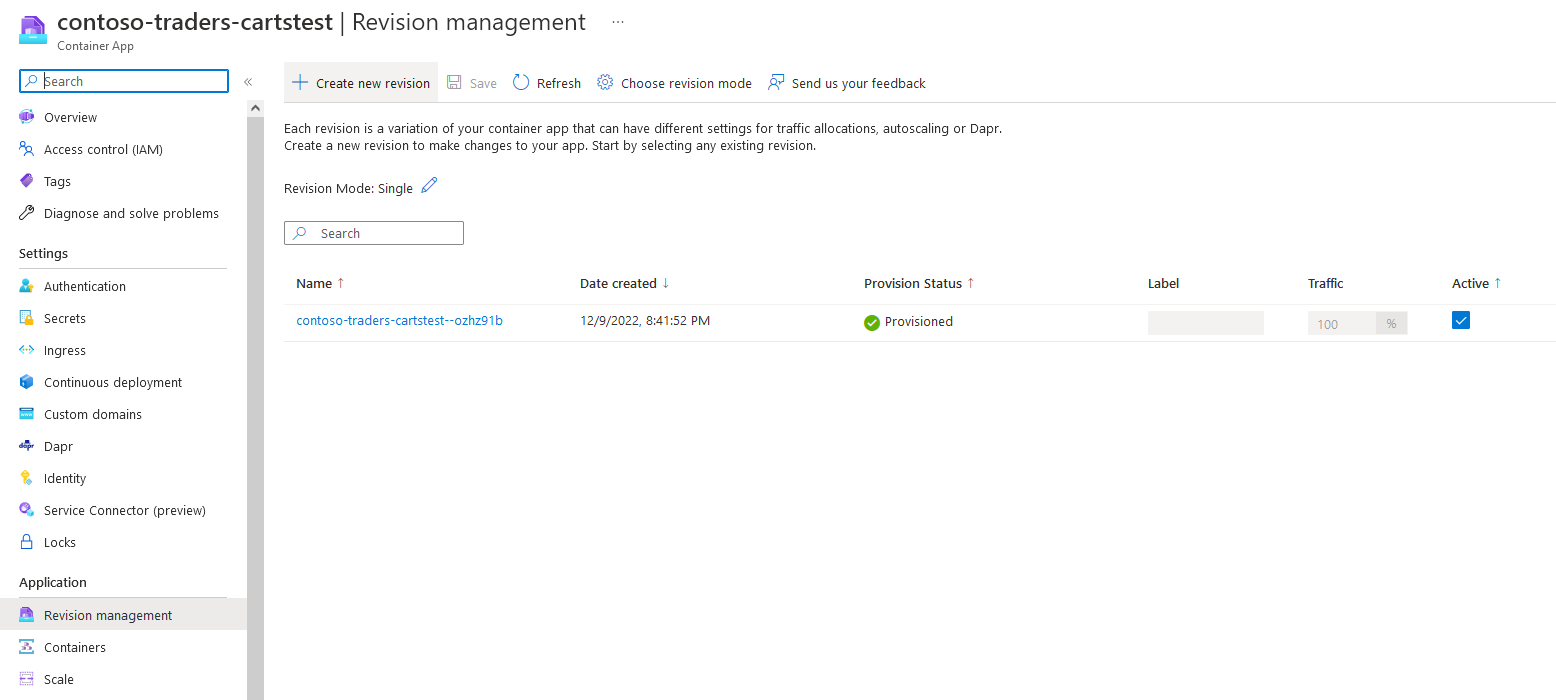 contoso-traders-cartstest | Revision management ...
Container App
Search «
Overview
Access control (IAM)
Tags
Diagnose and solve problems
Settings
Authentication
Secrets
Ingress
Continuous deployment
Custom domains
Dapr
Identity
Service Connector (preview)
Locks
Application
Revision management
Containers
Scale
Create new revision Save Refresh Choose revision mode Send us your feedback
Each revision is a variation of your container app that can have different settings for traffic allocations, autoscaling or Dapr.
Create a new revision to make changes to your app. Start by selecting any existing revision.
Revision Mode: Single
Search
Name ↑ Date created ↓ Provision Status ↑ Label Traffic Active ↑
contoso-traders-cartstest--ozhz91b 12/9/2022, 8:41:52 PM Provisioned 100 %